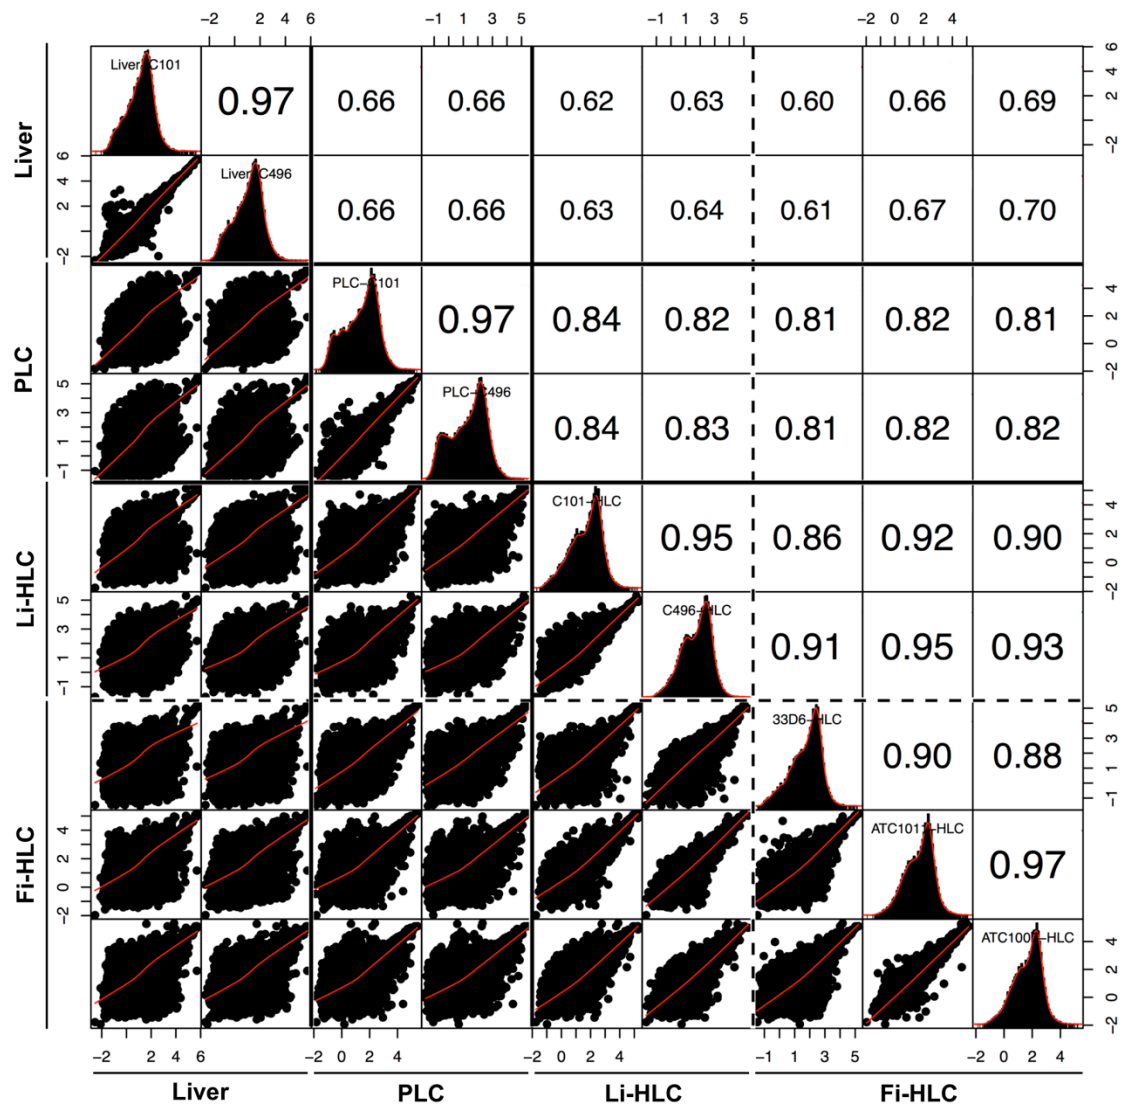 −2 2 4 6 −1 1 3 5 −1 1 3 5 −2 0 2 4
Liver
Liver-C101 0.97 0.66 0.66 0.62 0.63 0.60 0.66 0.69
6
4
2
−2
6
4
2
−2
Liver-C496 0.66 0.66 0.63 0.64 0.61 0.67 0.70
PLC
PLC-C101 0.97 0.84 0.82 0.81 0.82 0.81
4
2
0
−2
5
3
1
−1
PLC-C496 0.84 0.83 0.81 0.82 0.82
Li-HLC
C101-HLC 0.95 0.86 0.92 0.90
4
2
0
−2
5
3
1
−1
C496-HLC 0.91 0.95 0.93
Fi-HLC
33D6-HLC 0.90 0.88
5
3
1
−1
4
2
0
−2
ATC1011-HLC 0.97
4
2
0
−2
−2 2 4 6 −2 0 2 4 −2 0 2 4 −1 1 3 5 −2 0 2 4
Liver PLC Li-HLC Fi-HLC